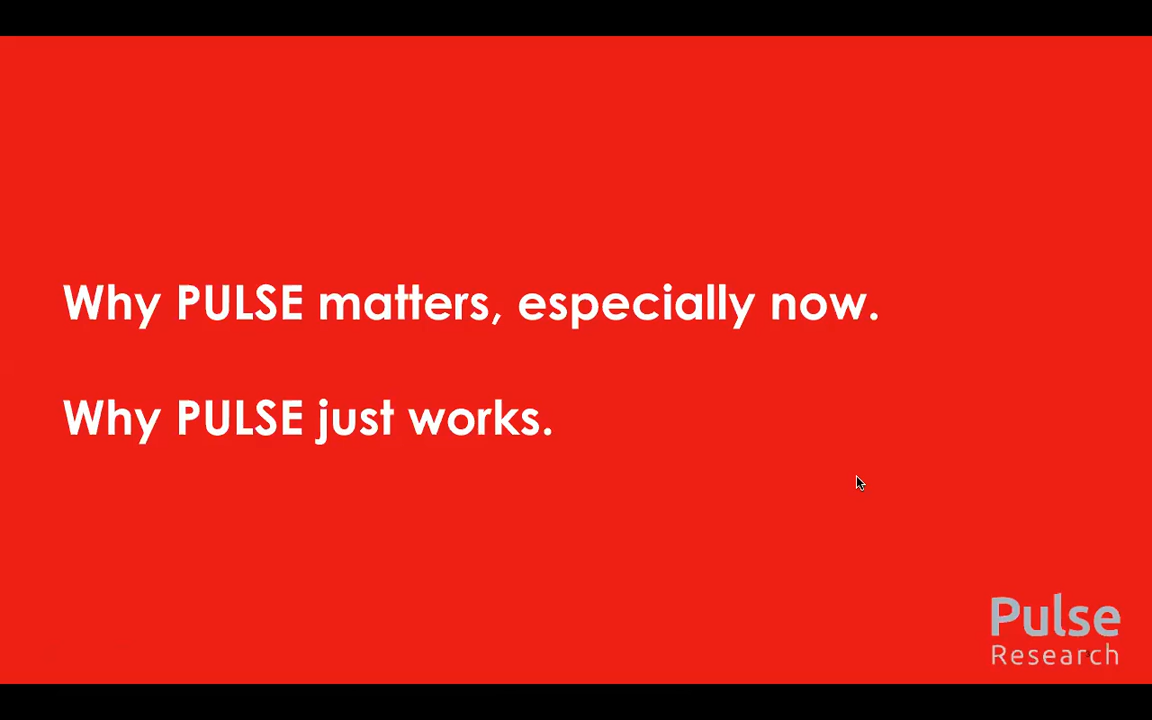 Why PULSE matters, especially now.
Why PULSE just works.
Pulse
Research